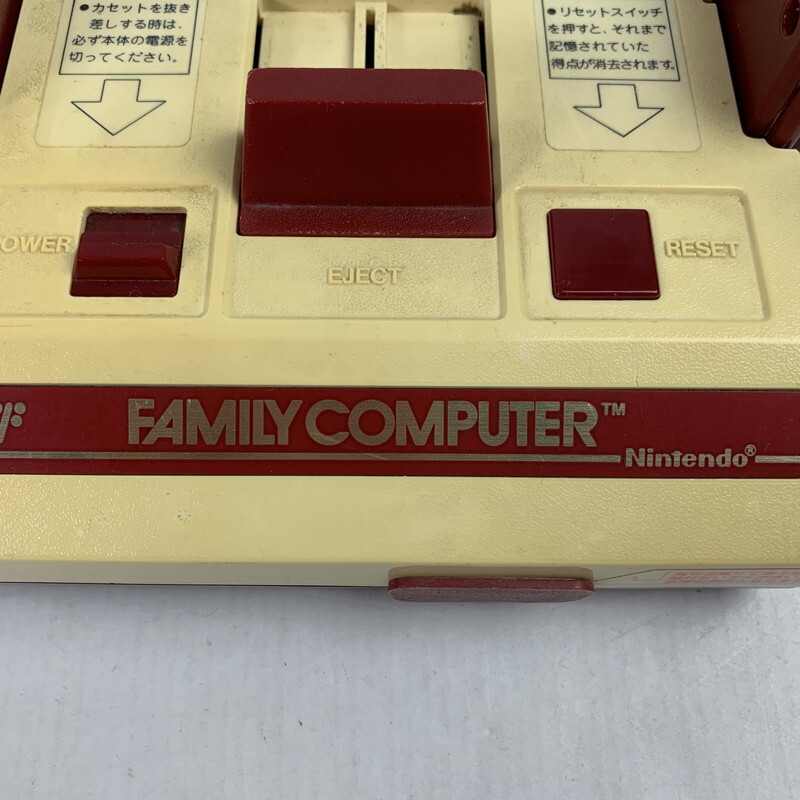 ●カセットを抜き
差しする時は、
必ず本体の電源を
切ってください。
●リセットスイッチ
を押すと、それまで
記憶されていた
得点が消去されます。
POWER
EJECT
RESET
FAMILY COMPUTER™
Nintendo®